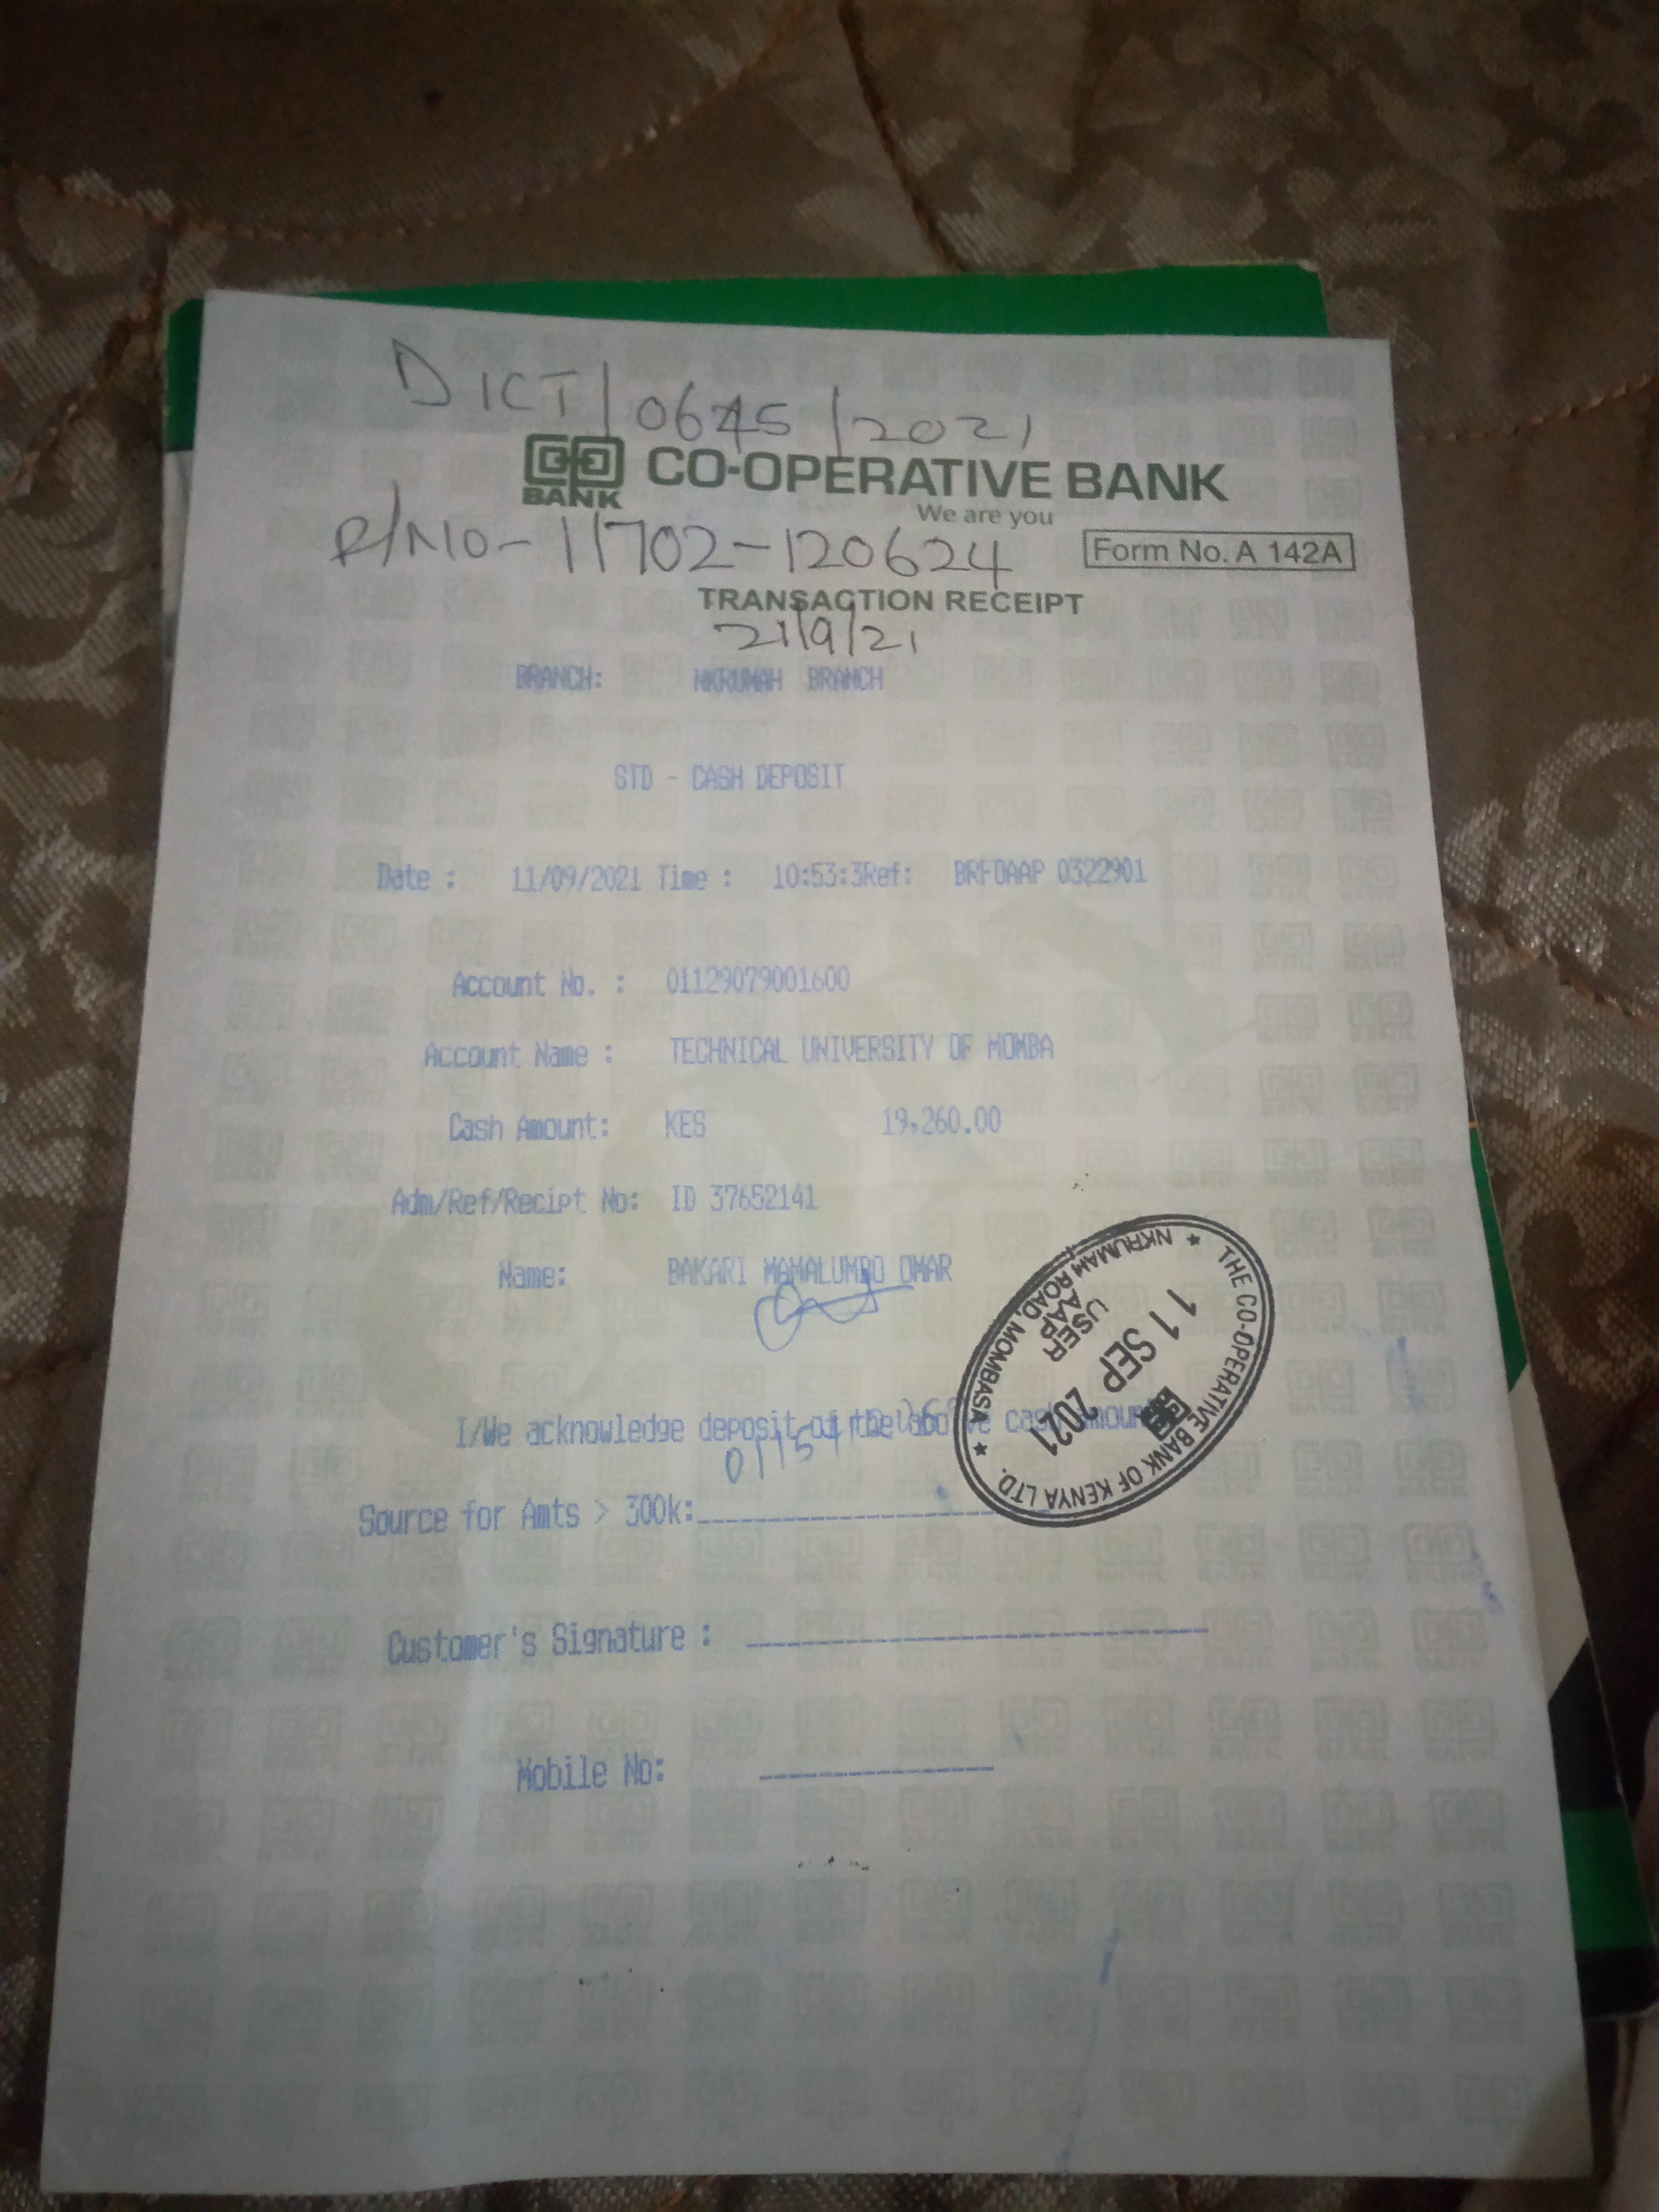 DICT/0645/2021
CO-OPERATIVE BANK
BANK
We are you
R/NO-11702-120624
Form No. A 142A
TRANSACTION RECEIPT
21/9/21
BRANCH: NKRUMAH BRANCH
STD - CASH DEPOSIT
Date : 11/09/2021 Time : 10:53:3Ref: BRFOAAP 0322901
Account No. : 01129079001600
Account Name : TECHNICAL UNIVERSITY OF MOMBA
Cash Amount: KES 19,260.00
Adm/Ref/Recipt No: ID 37652141
Name: BAKARI MAMALUMBO OMAR
THE CO-OPERATIVE BANK OF KENYA LTD.
11 SEP 2021
USER
AAP
NKRUMAH ROAD, MOMBASA
I/We acknowledge deposit of the above cash amount
Source for Amts > 300k:
Customer's Signature :
Mobile No: